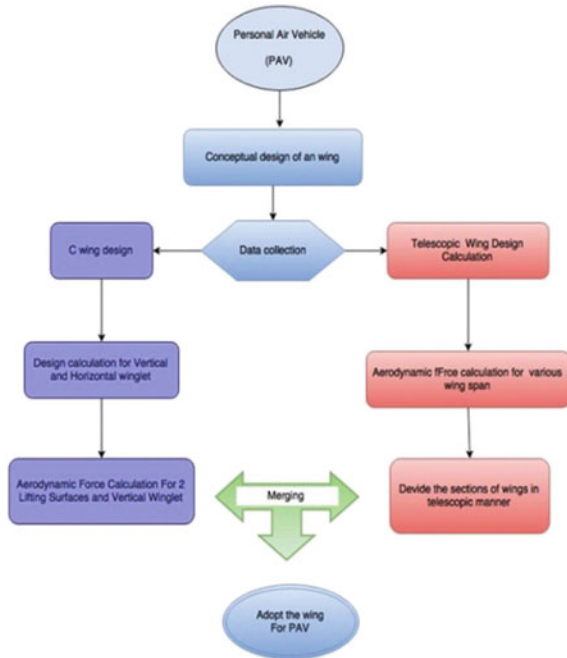 Personal Air Vehicle
(PAV)
Conceptual design of an wing
Data collection
C wing design
Telescopic Wing Design
Calculation
Design calculation for Vertical
and Horizontal winglet
Aerodynamic fFrce calculation for various
wing span
Aerodynamic Force Calculation For 2
Lifting Surfaces and Vertical Winglet
Merging
Devide the sections of wings in
telescopic manner
Adopt the wing
For PAV